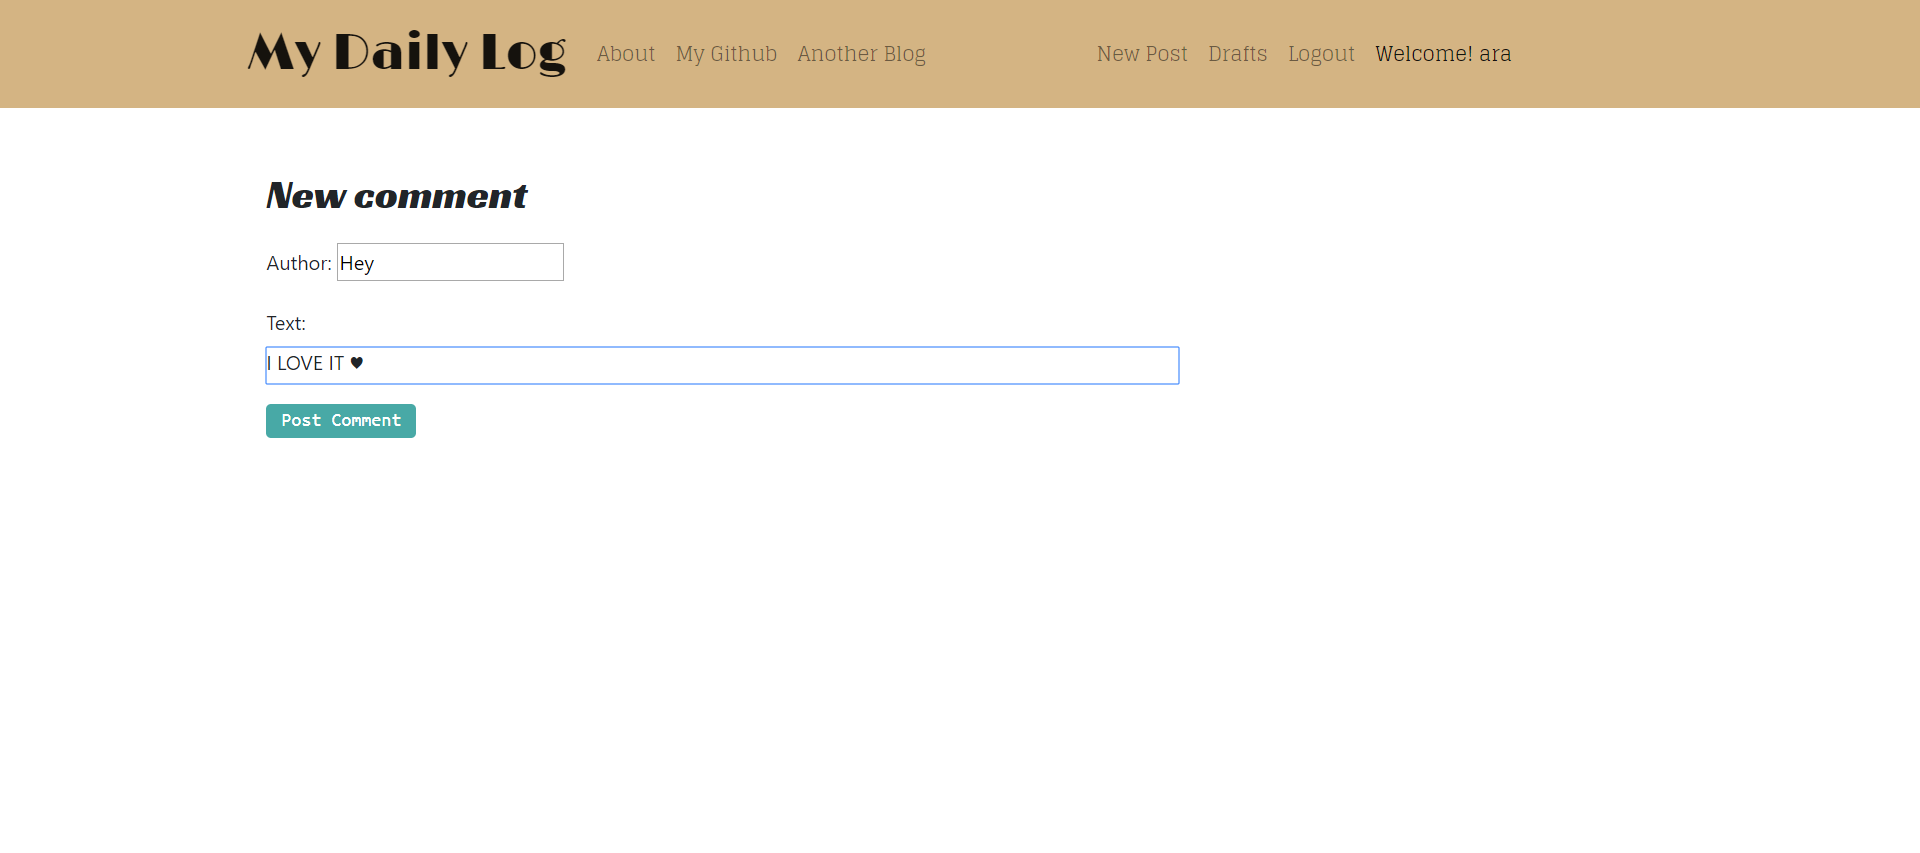 My Daily Log About My Github Another Blog New Post Drafts Logout Welcome! ara
New comment
Author: Hey
Text:
I LOVE IT ♥
Post Comment